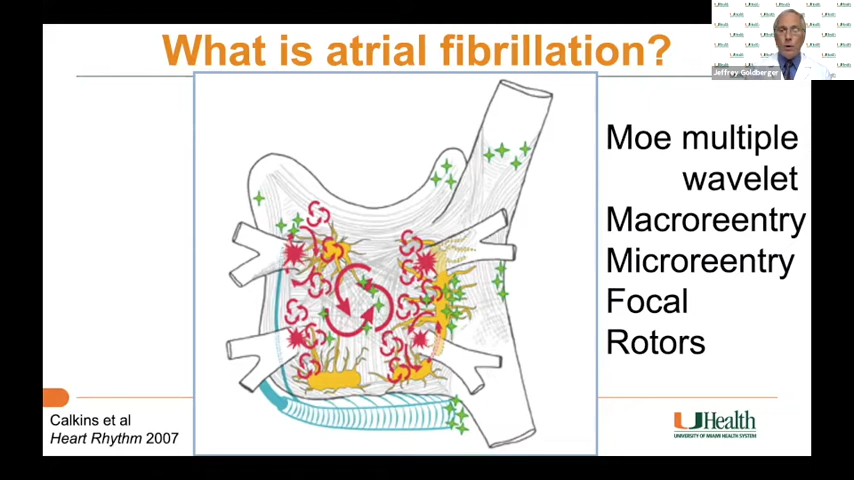 What is atrial fibrillation?
Jeffrey Goldberger
Moe multiple
wavelet
Macroreentry
Microreentry
Focal
Rotors
Calkins et al
Heart Rhythm 2007
UHealth
UNIVERSITY OF MIAMI HEALTH SYSTEM